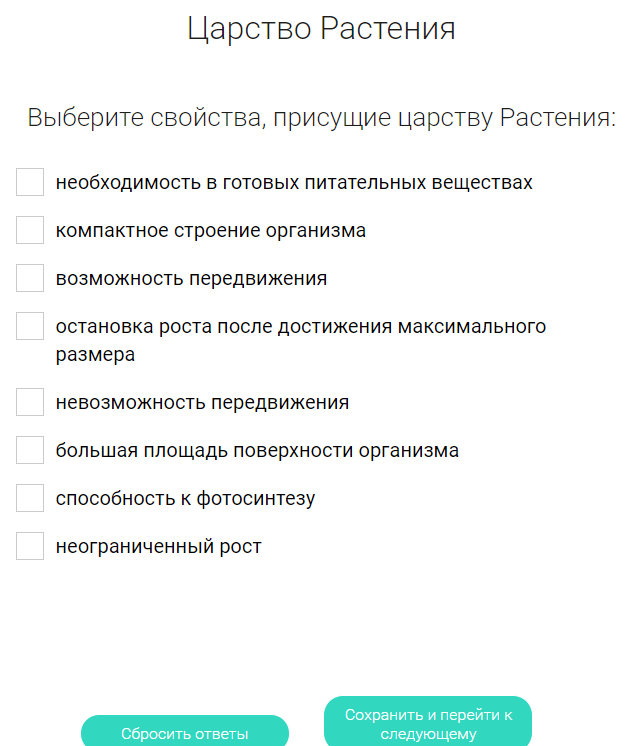 Царство Растения
Выберите свойства, присущие царству Растения:
необходимость в готовых питательных веществах
компактное строение организма
возможность передвижения
остановка роста после достижения максимального
размера
невозможность передвижения
большая площадь поверхности организма
способность к фотосинтезу
неограниченный рост
Сбросить ответы
Сохранить и перейти к
следующему